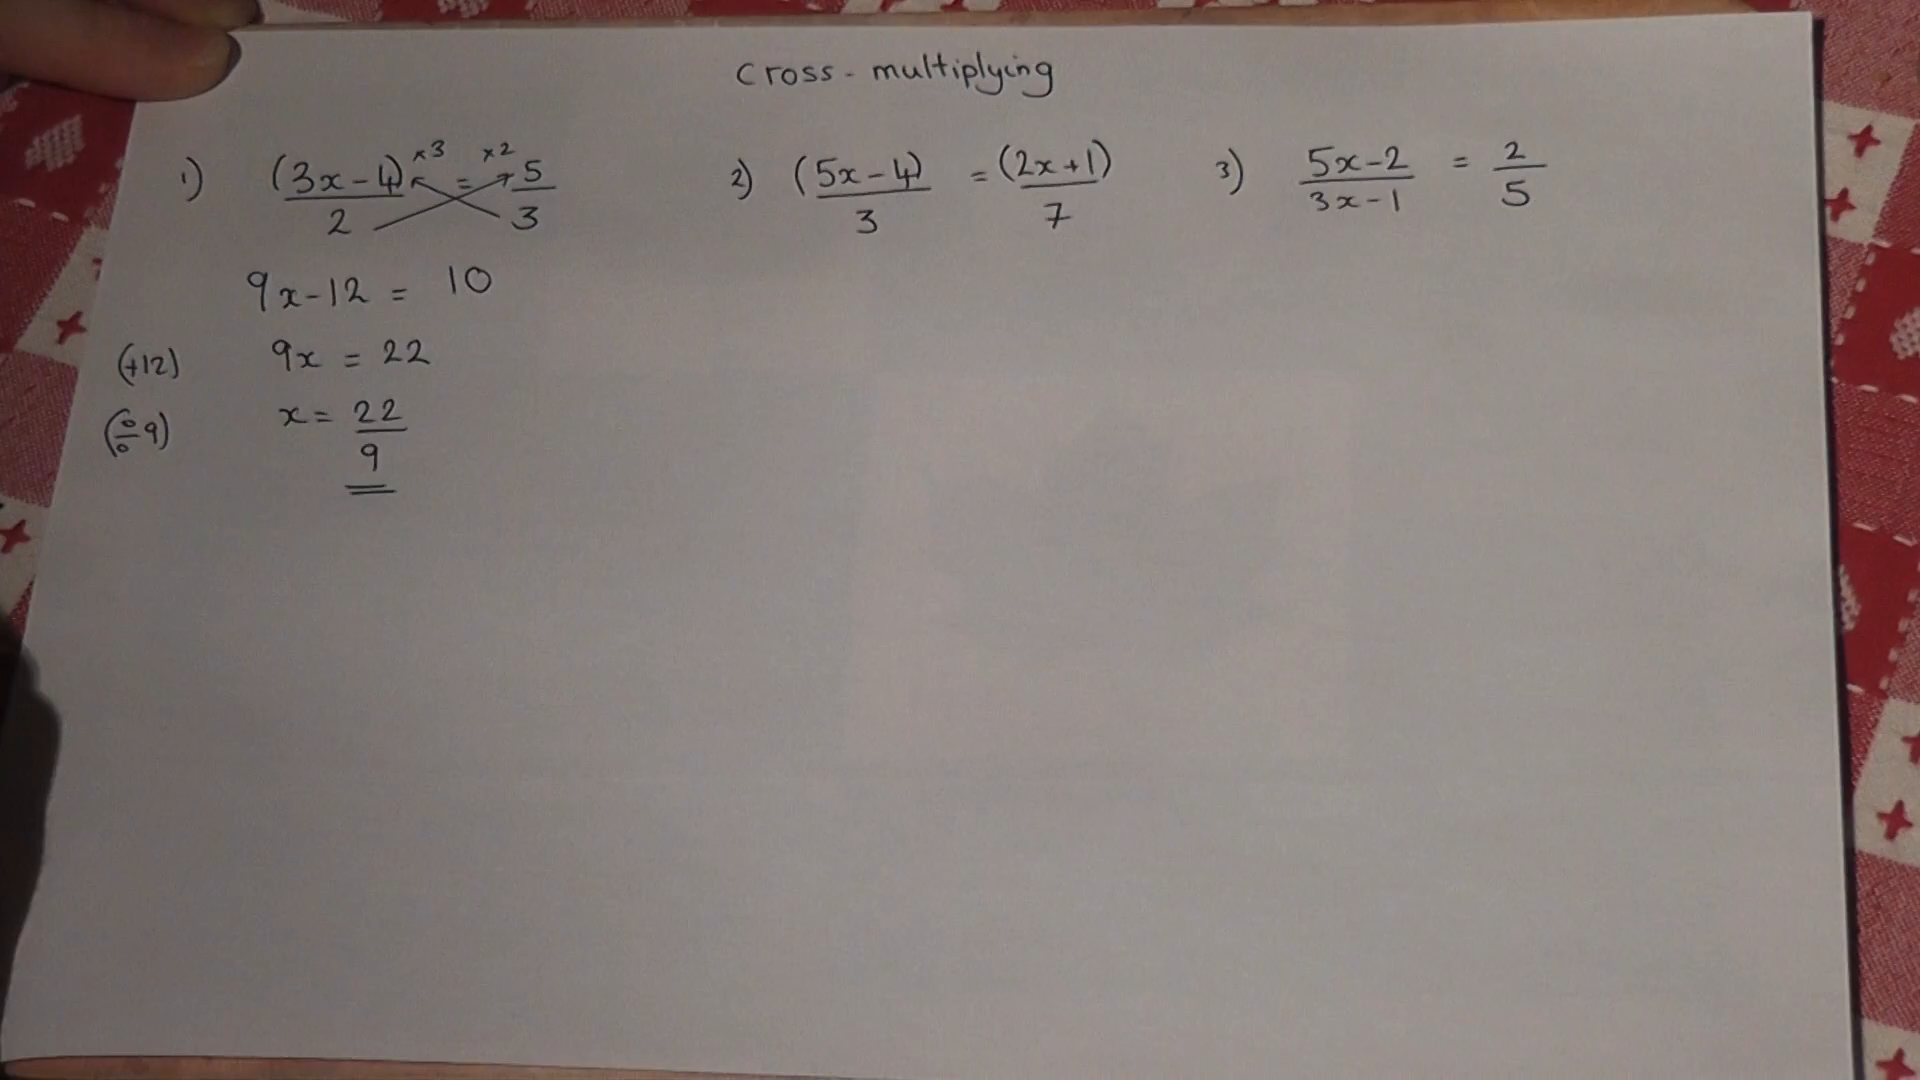 Cross-multiplying
1) (3x-4)/2 ×3 = ×2 5/3
9x-12 = 10
(+12) 9x = 22
(÷9) x = 22/9
2) (5x-4)/3 = (2x+1)/7
3) 5x-2/3x-1 = 2/5